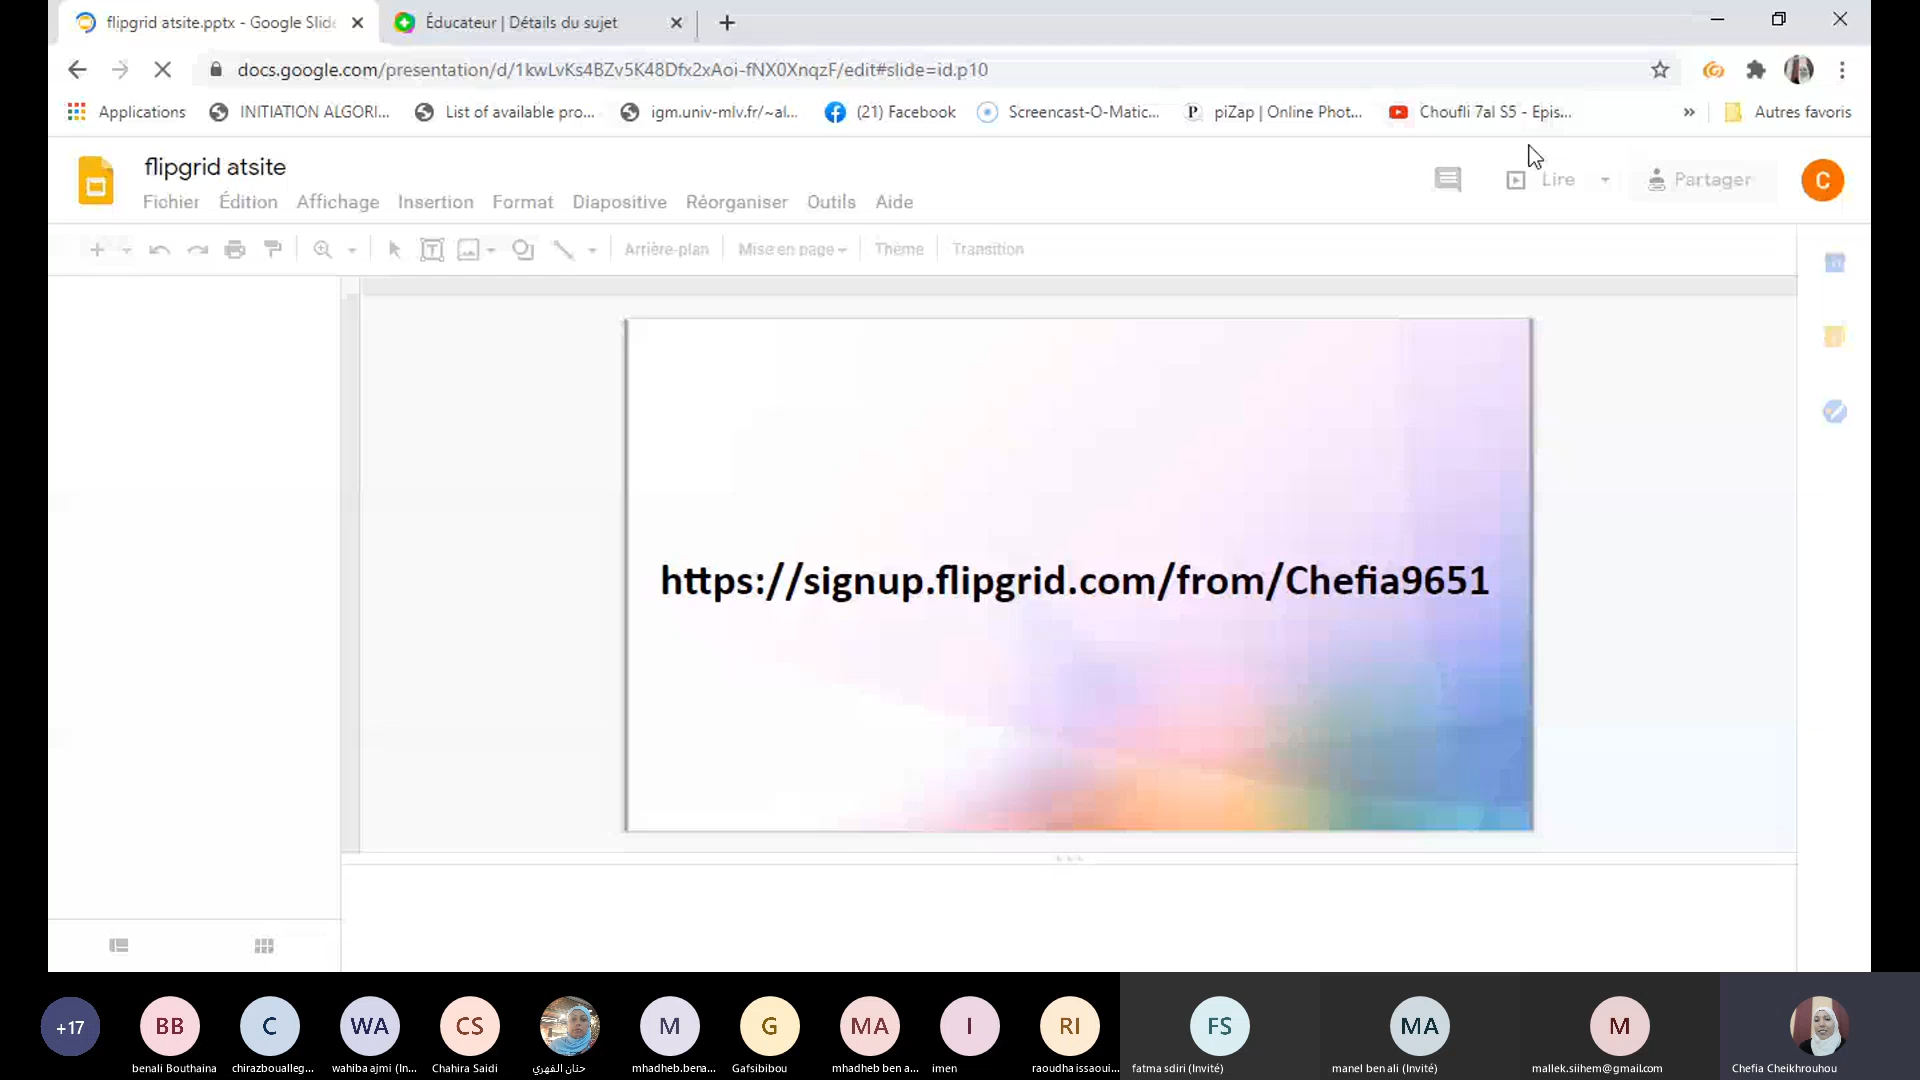 flipgrid atsite.pptx - Google Slide
Éducateur | Détails du sujet
docs.google.com/presentation/d/1kwLvKs4BZv5K48Dfx2xAoi-fNX0XnqzF/edit#slide=id.p10
Applications
INITIATION ALGORI...
List of available pro...
igm.univ-mlv.fr/~al...
(21) Facebook
Screencast-O-Matic...
piZap | Online Phot...
Choufli 7al S5 - Epis...
Autres favoris
flipgrid atsite
Lire
Partager
C
Fichier Édition Affichage Insertion Format Diapositive Réorganiser Outils Aide
Arrière-plan Mise en page Thème Transition
https://signup.flipgrid.com/from/Chefia9651
+17
BB
C
WA
CS
M
G
MA
I
RI
FS
MA
M
benali Bouthaina
chirazboualleg...
wahiba ajmi (In...
Chahira Saidi
حنان الفهري
mhadheb.bena...
Gafsibibou
mhadheb ben a...
imen
raoudha issaoui...
fatma sdiri (Invité)
manel ben ali (Invité)
mallek.siihem@gmail.com
Chefia Cheikhrouhou